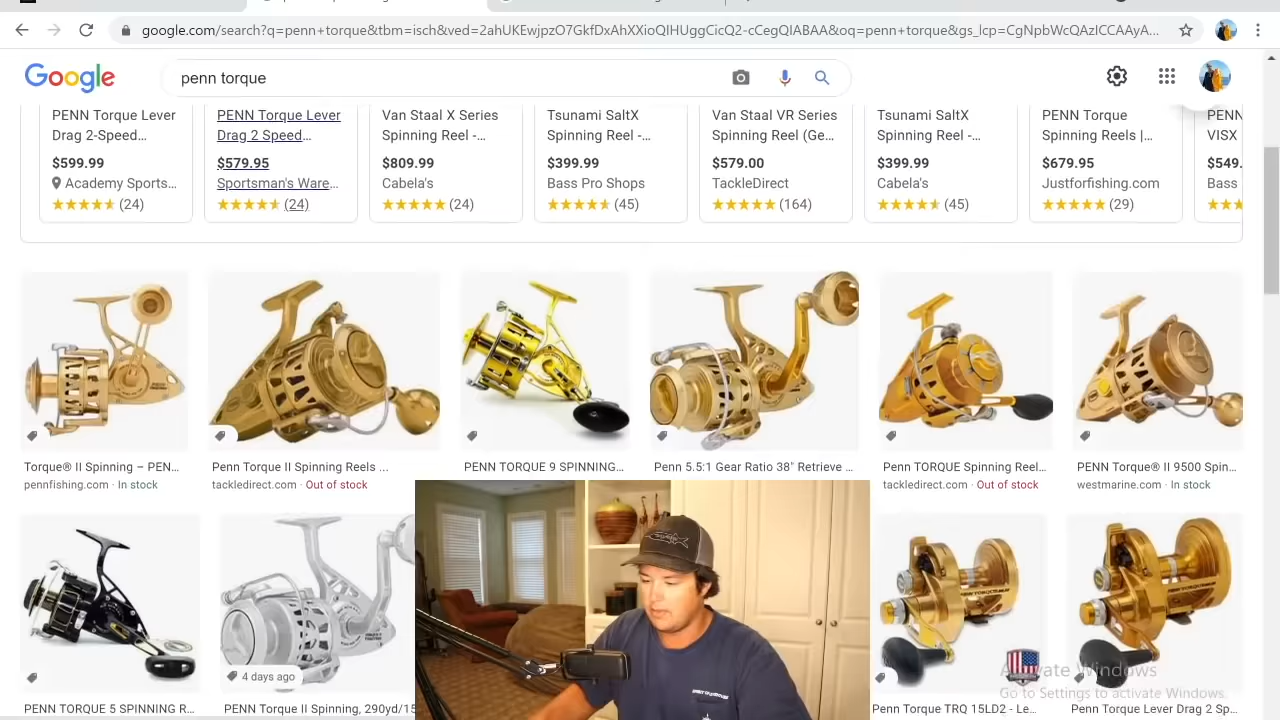 google.com/search?q=penn+torque&tbm=isch&ved=2ahUKEwjpzO7GkfDxAhXXioQIHUggCicQ2-cCegQIABAA&oq=penn+torque&gs_lcp=CgNpbWcQAzICCAAyA...
Google
penn torque
PENN Torque Lever
Drag 2-Speed…
$599.99
Academy Sports…
(24)
PENN Torque Lever
Drag 2 Speed…
$579.95
Sportsman's Ware…
(24)
Van Staal X Series
Spinning Reel -…
$809.99
Cabela's
(24)
Tsunami SaltX
Spinning Reel -…
$399.99
Bass Pro Shops
(45)
Van Staal VR Series
Spinning Reel (Ge…
$579.00
TackleDirect
(164)
Tsunami SaltX
Spinning Reel -…
$399.99
Cabela's
(45)
PENN Torque
Spinning Reels |…
$679.95
Justforfishing.com
(29)
PENN
VISX
$549.
Bass
Torque® II Spinning – PEN…
pennfishing.com · In stock
Penn Torque II Spinning Reels ...
tackledirect.com · Out of stock
PENN TORQUE 9 SPINNING…
Penn 5.5:1 Gear Ratio 38" Retrieve ...
Penn TORQUE Spinning Reel…
tackledirect.com · Out of stock
PENN Torque® II 9500 Spin…
westmarine.com · In stock
4 days ago
PENN TORQUE 5 SPINNING R…
PENN Torque II Spinning, 290yd/15
Penn Torque TRQ 15LD2 - Le…
Penn Torque Lever Drag 2 Sp…
Activate Windows
Go to Settings to activate Windows.